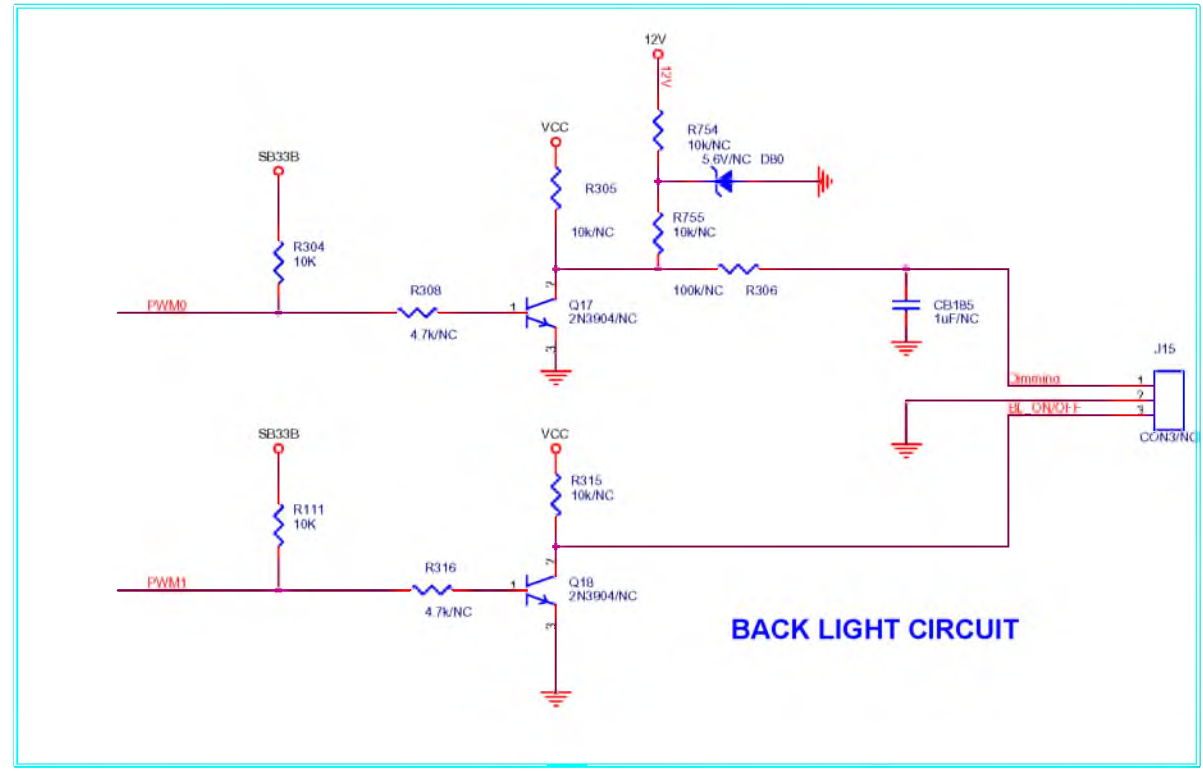 12V
12V
R754
10k/NC
5.6V/NC D80
VCC
R305
10k/NC
SB33B
R304
10K
R755
10k/NC
100k/NC R306
PWM0
R308
4.7k/NC
1
2
3
Q17
2N3904/NC
CB185
1uF/NC
J15
Dimming
1
2
BL_ON/OFF
3
CON3/NC
SB33B
R111
10K
VCC
R315
10k/NC
PWM1
R316
4.7k/NC
1
2
3
Q18
2N3904/NC
BACK LIGHT CIRCUIT